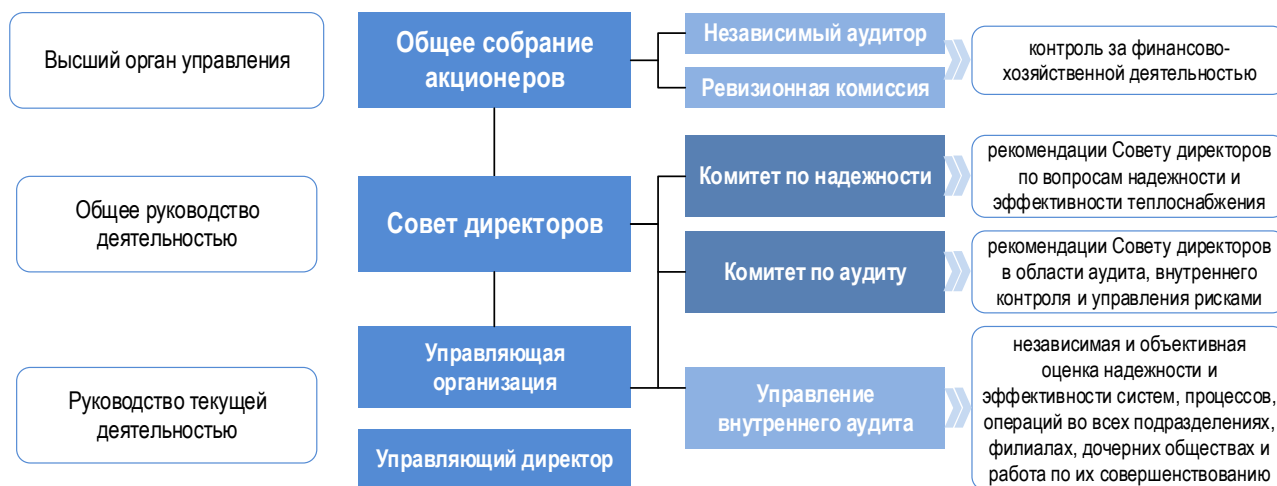 Высший орган управления
Общее собрание
акционеров
Независимый аудитор
Ревизионная комиссия
контроль за финансово-
хозяйственной деятельностью
Общее руководство
деятельностью
Совет директоров
Комитет по надежности
рекомендации Совету директоров
по вопросам надежности и
эффективности теплоснабжения
Комитет по аудиту
рекомендации Совету директоров
в области аудита, внутреннего
контроля и управления рисками
Руководство текущей
деятельностью
Управляющая
организация
Управляющий директор
Управление
внутреннего аудита
независимая и объективная
оценка надежности и
эффективности систем, процессов,
операций во всех подразделениях,
филиалах, дочерних обществах и
работа по их совершенствованию